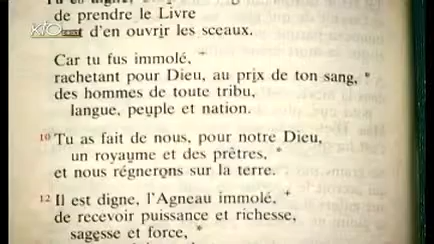 de prendre le Livre
KTO et d'en ouvrir les sceaux.
Car tu fus immolé, +
rachetant pour Dieu, au prix de ton sang, *
des hommes de toute tribu,
langue, peuple et nation.
10 Tu as fait de nous, pour notre Dieu,
un royaume et des prêtres, *
et nous régnerons sur la terre.
12 Il est digne, l'Agneau immolé, +
de recevoir puissance et richesse,
sagesse et force, *